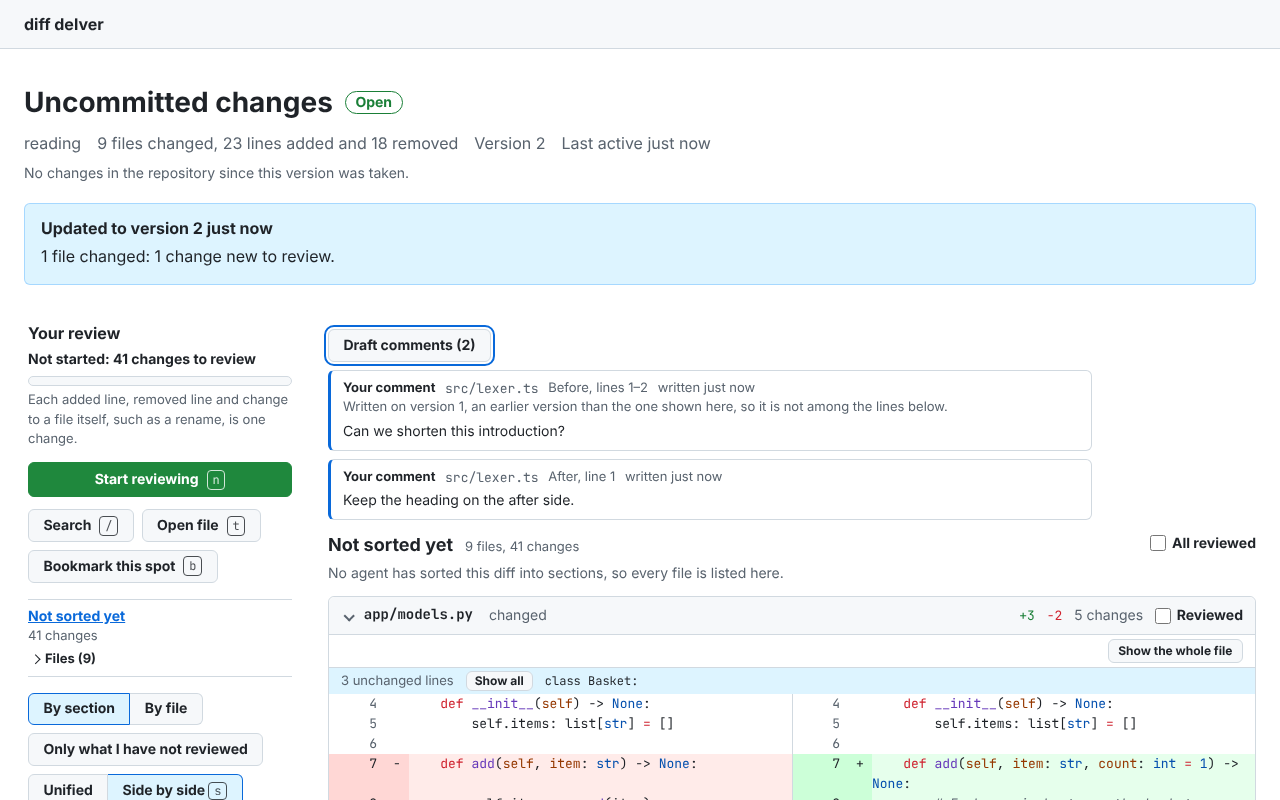 diff delver
Uncommitted changes Open
reading 9 files changed, 23 lines added and 18 removed Version 2 Last active just now
No changes in the repository since this version was taken.
Updated to version 2 just now
1 file changed: 1 change new to review.
Your review
Not started: 41 changes to review
Each added line, removed line and change
to a file itself, such as a rename, is one
change.
Start reviewing n
Search / Open file t
Bookmark this spot b
Not sorted yet
41 changes
Files (9)
By section By file
Only what I have not reviewed
Unified Side by side s
Draft comments (2)
Your comment src/lexer.ts Before, lines 1–2 written just now
Written on version 1, an earlier version than the one shown here, so it is not among the lines below.
Can we shorten this introduction?
Your comment src/lexer.ts After, line 1 written just now
Keep the heading on the after side.
Not sorted yet 9 files, 41 changes All reviewed
No agent has sorted this diff into sections, so every file is listed here.
app/models.py changed +3 -2 5 changes Reviewed
Show the whole file
3 unchanged lines Show all class Basket:
4 def __init__(self) -> None: 4 def __init__(self) -> None:
5 self.items: list[str] = [] 5 self.items: list[str] = []
6 6
7 - def add(self, item: str) -> None: 7 + def add(self, item: str, count: int = 1) ->
None: